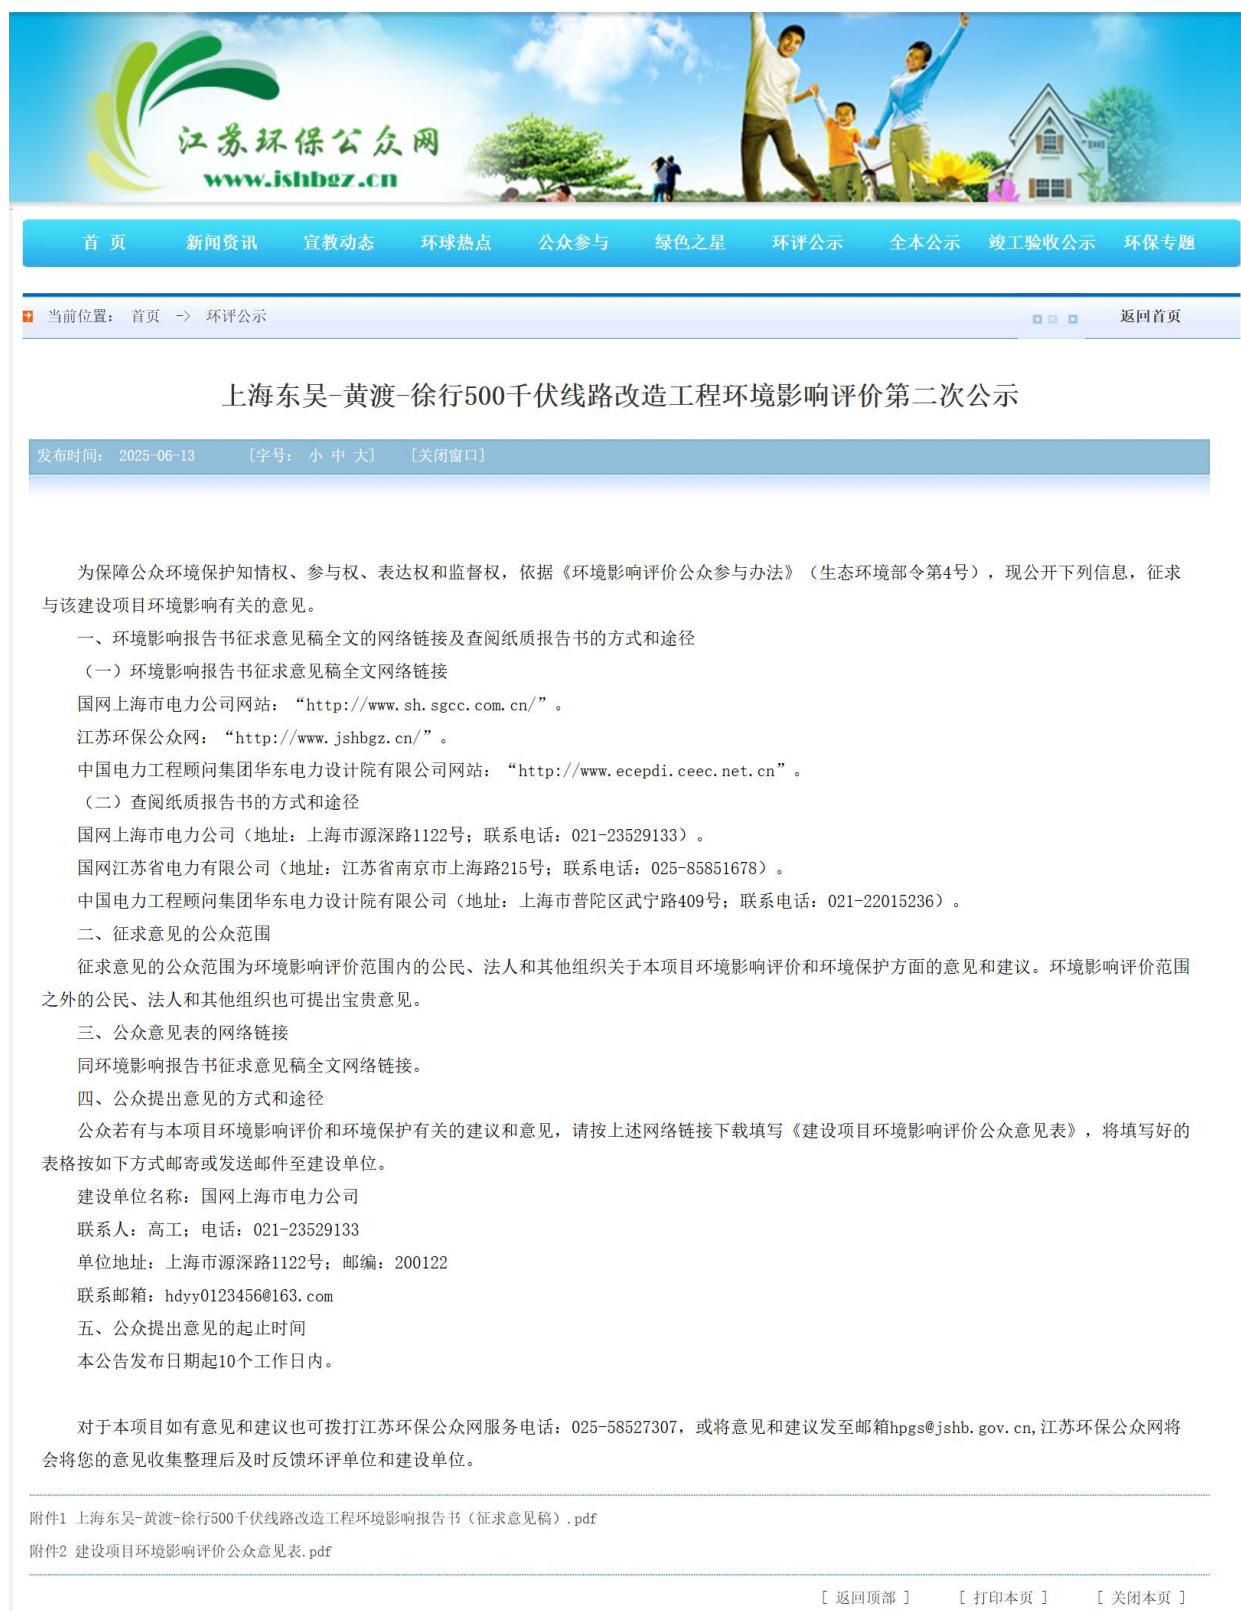 江苏环保公众网
www.jshbgz.cn
首 页 新闻资讯 宣教动态 环球热点 公众参与 绿色之星 环评公示 全本公示 竣工验收公示 环保专题
当前位置: 首页 -> 环评公示 返回首页
上海东吴-黄渡-徐行500千伏线路改造工程环境影响评价第二次公示
发布时间: 2025-06-13 [字号: 小 中 大] [关闭窗口]
为保障公众环境保护知情权、参与权、表达权和监督权，依据《环境影响评价公众参与办法》（生态环境部令第4号），现公开下列信息，征求
与该建设项目环境影响有关的意见。
一、环境影响报告书征求意见稿全文的网络链接及查阅纸质报告书的方式和途径
（一）环境影响报告书征求意见稿全文网络链接
国网上海市电力公司网站：“http://www.sh.sgcc.com.cn/”。
江苏环保公众网：“http://www.jshbgz.cn/”。
中国电力工程顾问集团华东电力设计院有限公司网站：“http://www.ecepdi.ceec.net.cn”。
（二）查阅纸质报告书的方式和途径
国网上海市电力公司（地址：上海市源深路1122号；联系电话：021-23529133）。
国网江苏省电力有限公司（地址：江苏省南京市上海路215号；联系电话：025-85851678）。
中国电力工程顾问集团华东电力设计院有限公司（地址：上海市普陀区武宁路409号；联系电话：021-22015236）。
二、征求意见的公众范围
征求意见的公众范围为环境影响评价范围内的公民、法人和其他组织关于本项目环境影响评价和环境保护方面的意见和建议。环境影响评价范围
之外的公民、法人和其他组织也可提出宝贵意见。
三、公众意见表的网络链接
同环境影响报告书征求意见稿全文网络链接。
四、公众提出意见的方式和途径
公众若有与本项目环境影响评价和环境保护有关的建议和意见，请按上述网络链接下载填写《建设项目环境影响评价公众意见表》，将填写好的
表格按如下方式邮寄或发送邮件至建设单位。
建设单位名称：国网上海市电力公司
联系人：高工；电话：021-23529133
单位地址：上海市源深路1122号；邮编：200122
联系邮箱：hdyy0123456@163.com
五、公众提出意见的起止时间
本公告发布日期起10个工作日内。
对于本项目如有意见和建议也可拨打江苏环保公众网服务电话：025-58527307，或将意见和建议发至邮箱hpgs@jshb.gov.cn,江苏环保公众网将
会将您的意见收集整理后及时反馈环评单位和建设单位。
附件1 上海东吴-黄渡-徐行500千伏线路改造工程环境影响报告书（征求意见稿）.pdf
附件2 建设项目环境影响评价公众意见表.pdf
[ 返回顶部 ] [ 打印本页 ] [ 关闭本页 ]